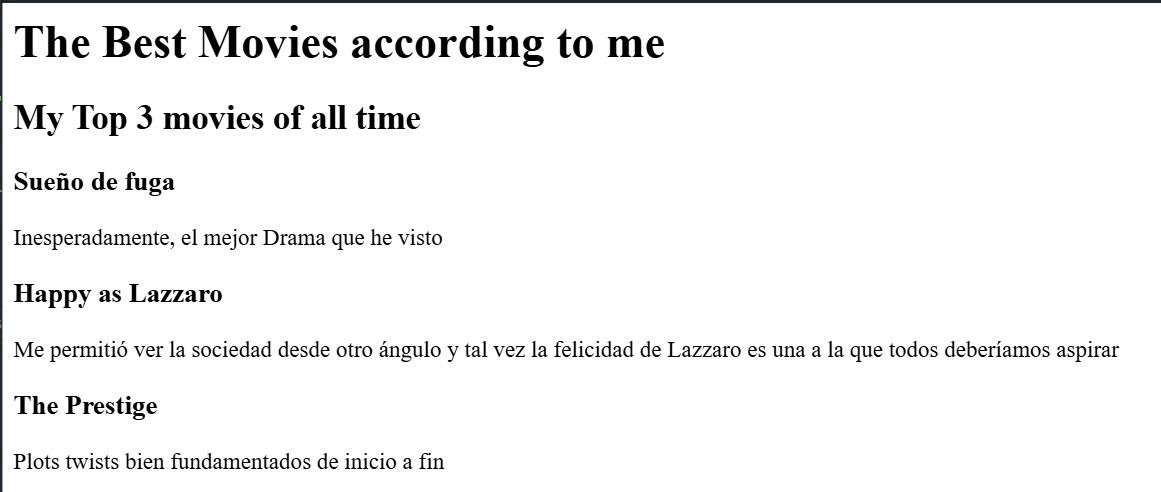 The Best Movies according to me
My Top 3 movies of all time
Sueño de fuga
Inesperadamente, el mejor Drama que he visto
Happy as Lazzaro
Me permitió ver la sociedad desde otro ángulo y tal vez la felicidad de Lazzaro es una a la que todos deberíamos aspirar
The Prestige
Plots twists bien fundamentados de inicio a fin